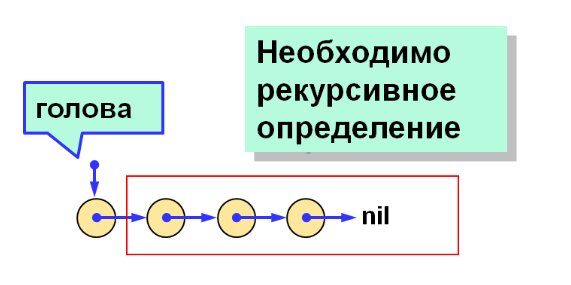 Необходимо
рекурсивное
определение
голова
nil